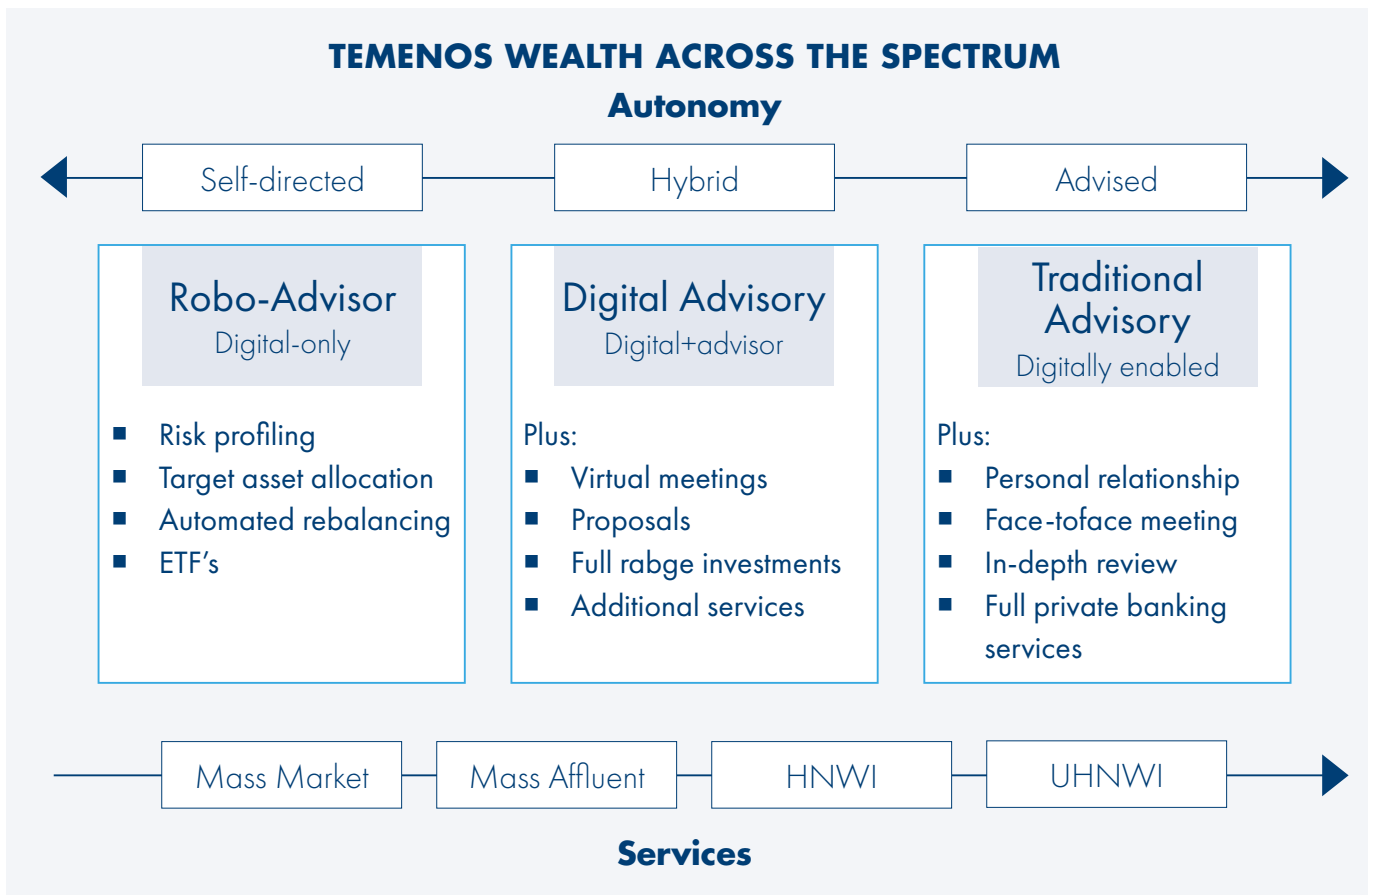 TEMENOS WEALTH ACROSS THE SPECTRUM
Autonomy
Self-directed
Hybrid
Advised
Robo-Advisor
Digital-only
Risk profiling
Target asset allocation
Automated rebalancing
ETF’s
Digital Advisory
Digital+advisor
Plus:
Virtual meetings
Proposals
Full rabge investments
Additional services
Traditional
Advisory
Digitally enabled
Plus:
Personal relationship
Face-toface meeting
In-depth review
Full private banking
services
Mass Market
Mass Affluent
HNWI
UHNWI
Services